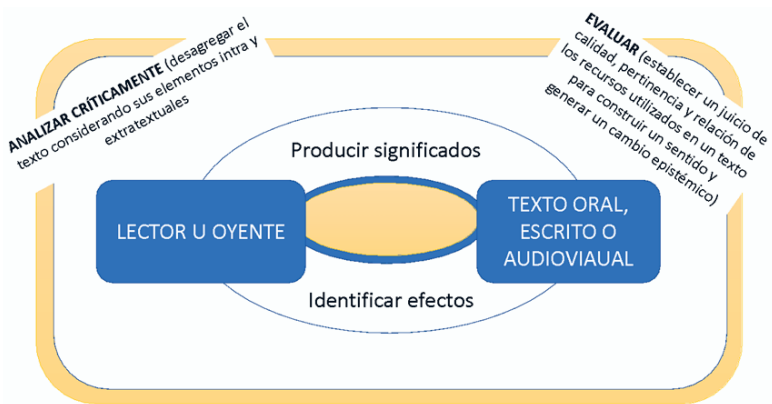 ANALIZAR CRÍTICAMENTE (desagregar el
texto considerando sus elementos intra y
extratextuales
EVALUAR (establecer un juicio de
calidad, pertinencia y relación de
los recursos utilizados en un texto
para construir un sentido y
generar un cambio epistémico)
Producir significados
LECTOR U OYENTE
TEXTO ORAL,
ESCRITO O
AUDIOVIAUAL
Identificar efectos